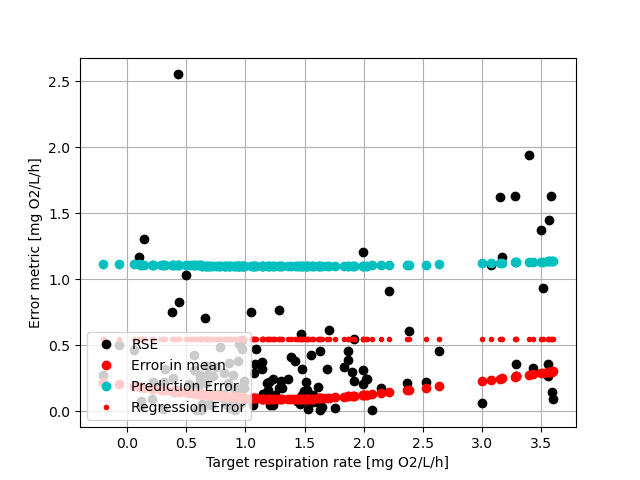 2.5
2.0
1.5
1.0
0.5
0.0
Error metric [mg O2/L/h]
RSE
Error in mean
Prediction Error
Regression Error
0.0 0.5 1.0 1.5 2.0 2.5 3.0 3.5
Target respiration rate [mg O2/L/h]